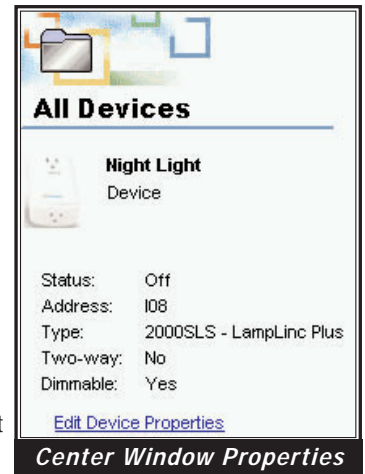 All Devices
Night Light
Device
Status: Off
Address: I08
Type: 2000SLS - LampLinc Plus
Two-way: No
Dimmable: Yes
t Edit Device Properties
Center Window Properties